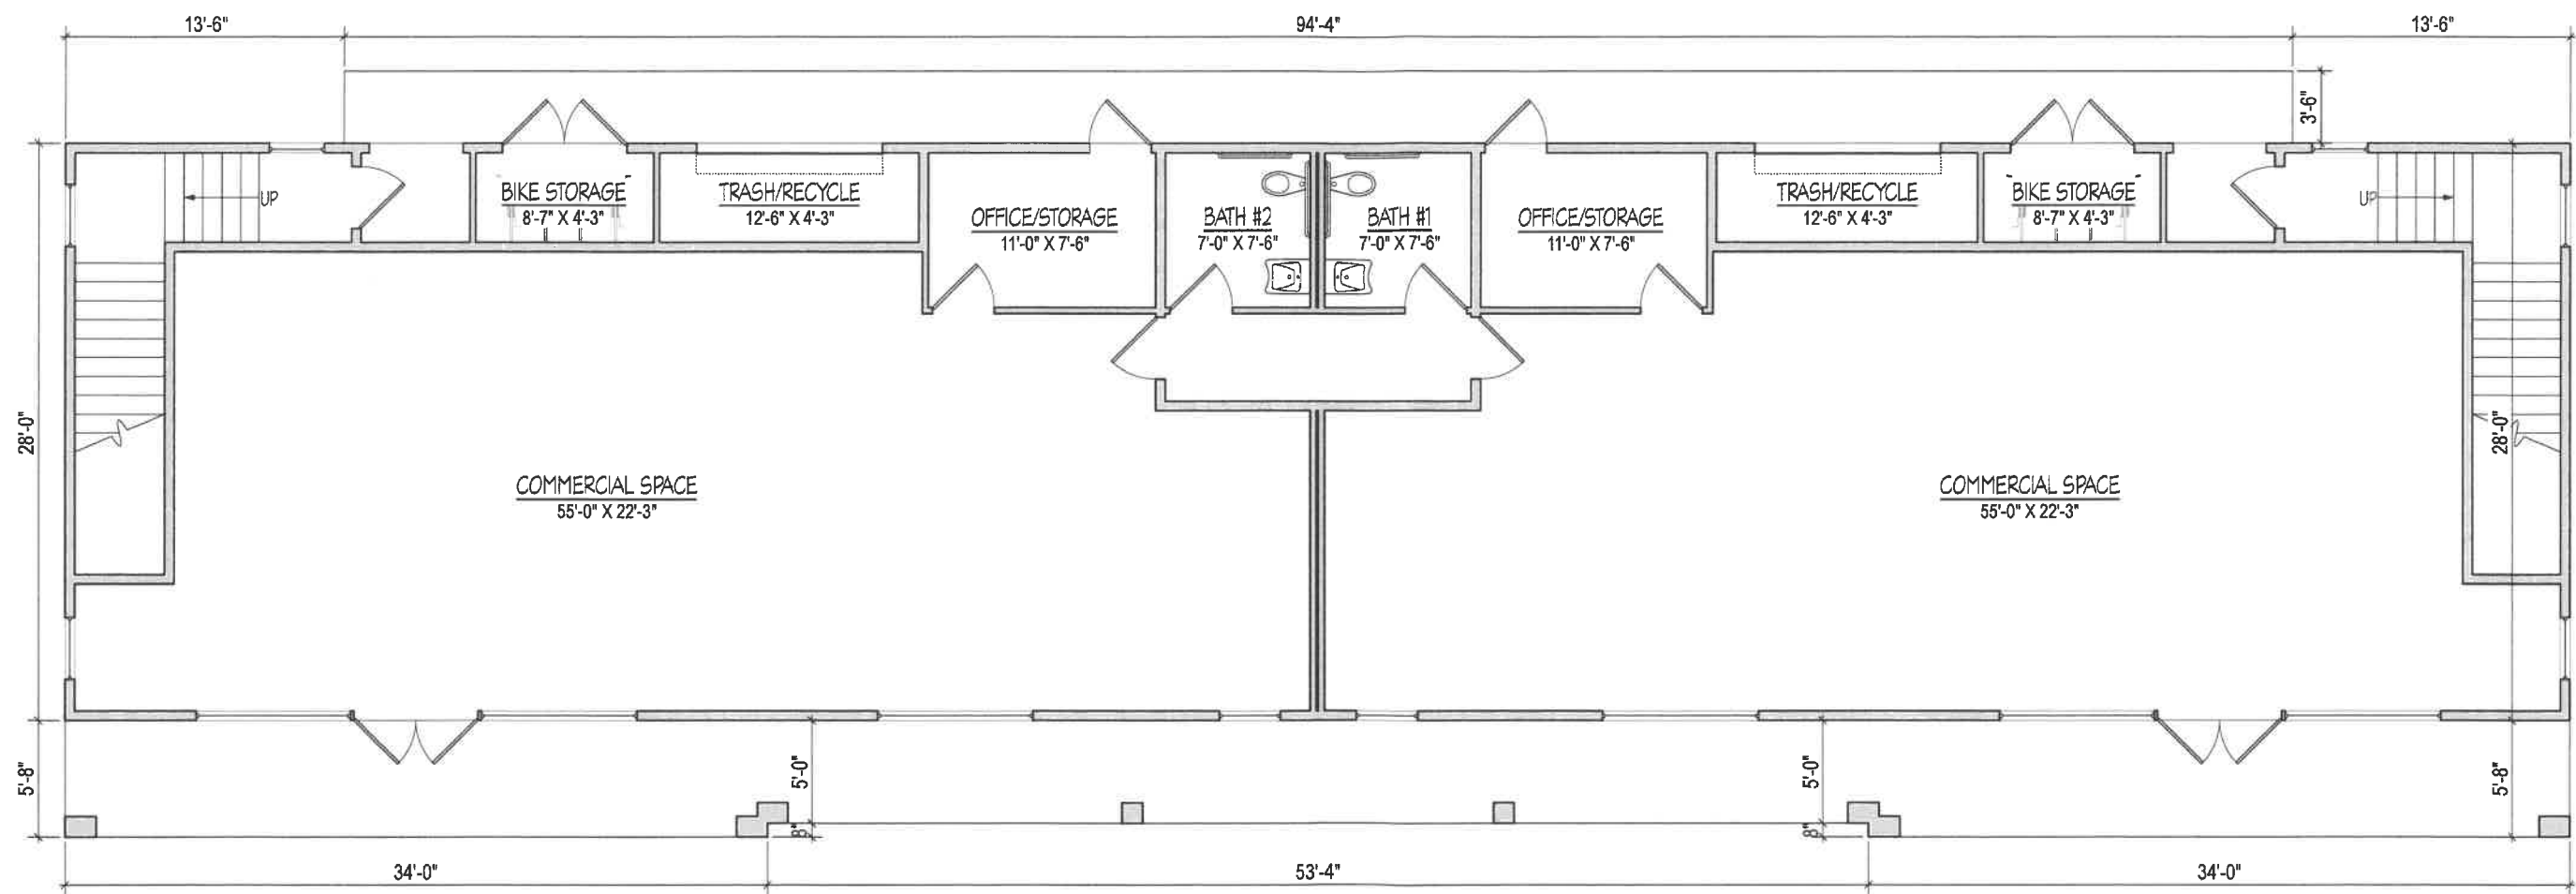 13'-6"
94'-4"
13'-6"
3'-6"
UP
BIKE STORAGE
8'-7" X 4'-3"
TRASH/RECYCLE
12'-6" X 4'-3"
OFFICE/STORAGE
11'-0" X 7'-6"
BATH #2
7'-0" X 7'-6"
BATH #1
7'-0" X 7'-6"
OFFICE/STORAGE
11'-0" X 7'-6"
TRASH/RECYCLE
12'-6" X 4'-3"
BIKE STORAGE
8'-7" X 4'-3"
UP
28'-0"
COMMERCIAL SPACE
55'-0" X 22'-3"
COMMERCIAL SPACE
55'-0" X 22'-3"
28'-0"
5'-8"
5'-0"
8"
5'-0"
8"
5'-8"
34'-0"
53'-4"
34'-0"